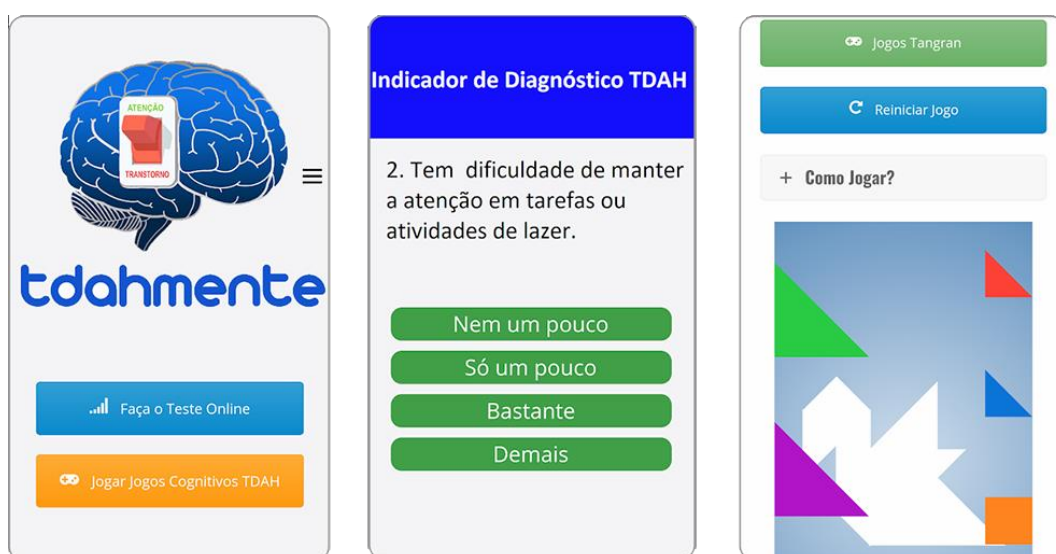 ATENÇÃO
TRANSTORNO
tdahmente
Faça o Teste Online
Jogar Jogos Cognitivos TDAH
Indicador de Diagnóstico TDAH
2. Tem dificuldade de manter
a atenção em tarefas ou
atividades de lazer.
Nem um pouco
Só um pouco
Bastante
Demais
Jogos Tangran
Reiniciar Jogo
+ Como Jogar?